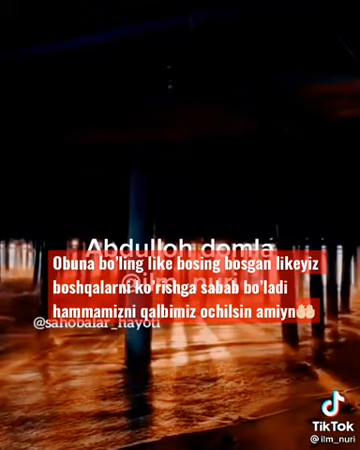 Abdulloh domla
@ilm_nuri
Obuna bo'ling like bosing bosgan likeyiz
boshqalarni ko'rishga sabab bo'ladi
hammamizni qalbimiz ochilsin amiyn🤲🏻
@sahobalar_hayoti
TikTok
@ilm_nuri